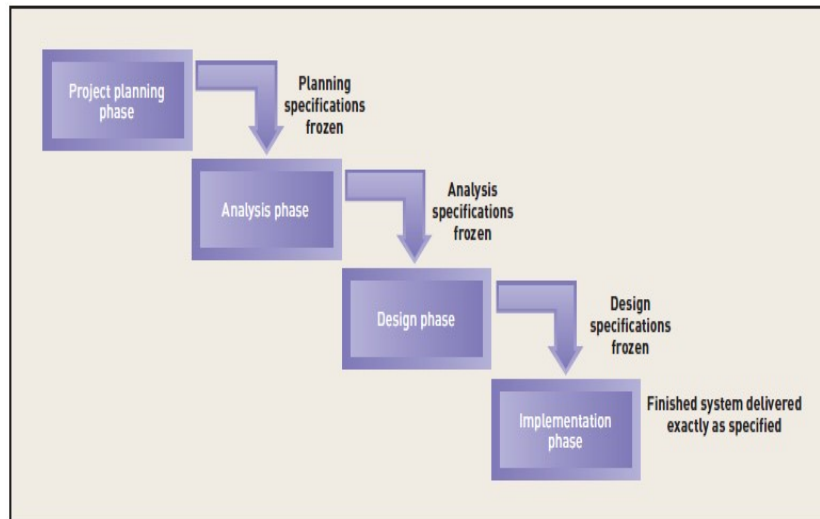 Project planning
phase
Planning
specifications
frozen
Analysis phase
Analysis
specifications
frozen
Design phase
Design
specifications
frozen
Implementation
phase
Finished system delivered
exactly as specified